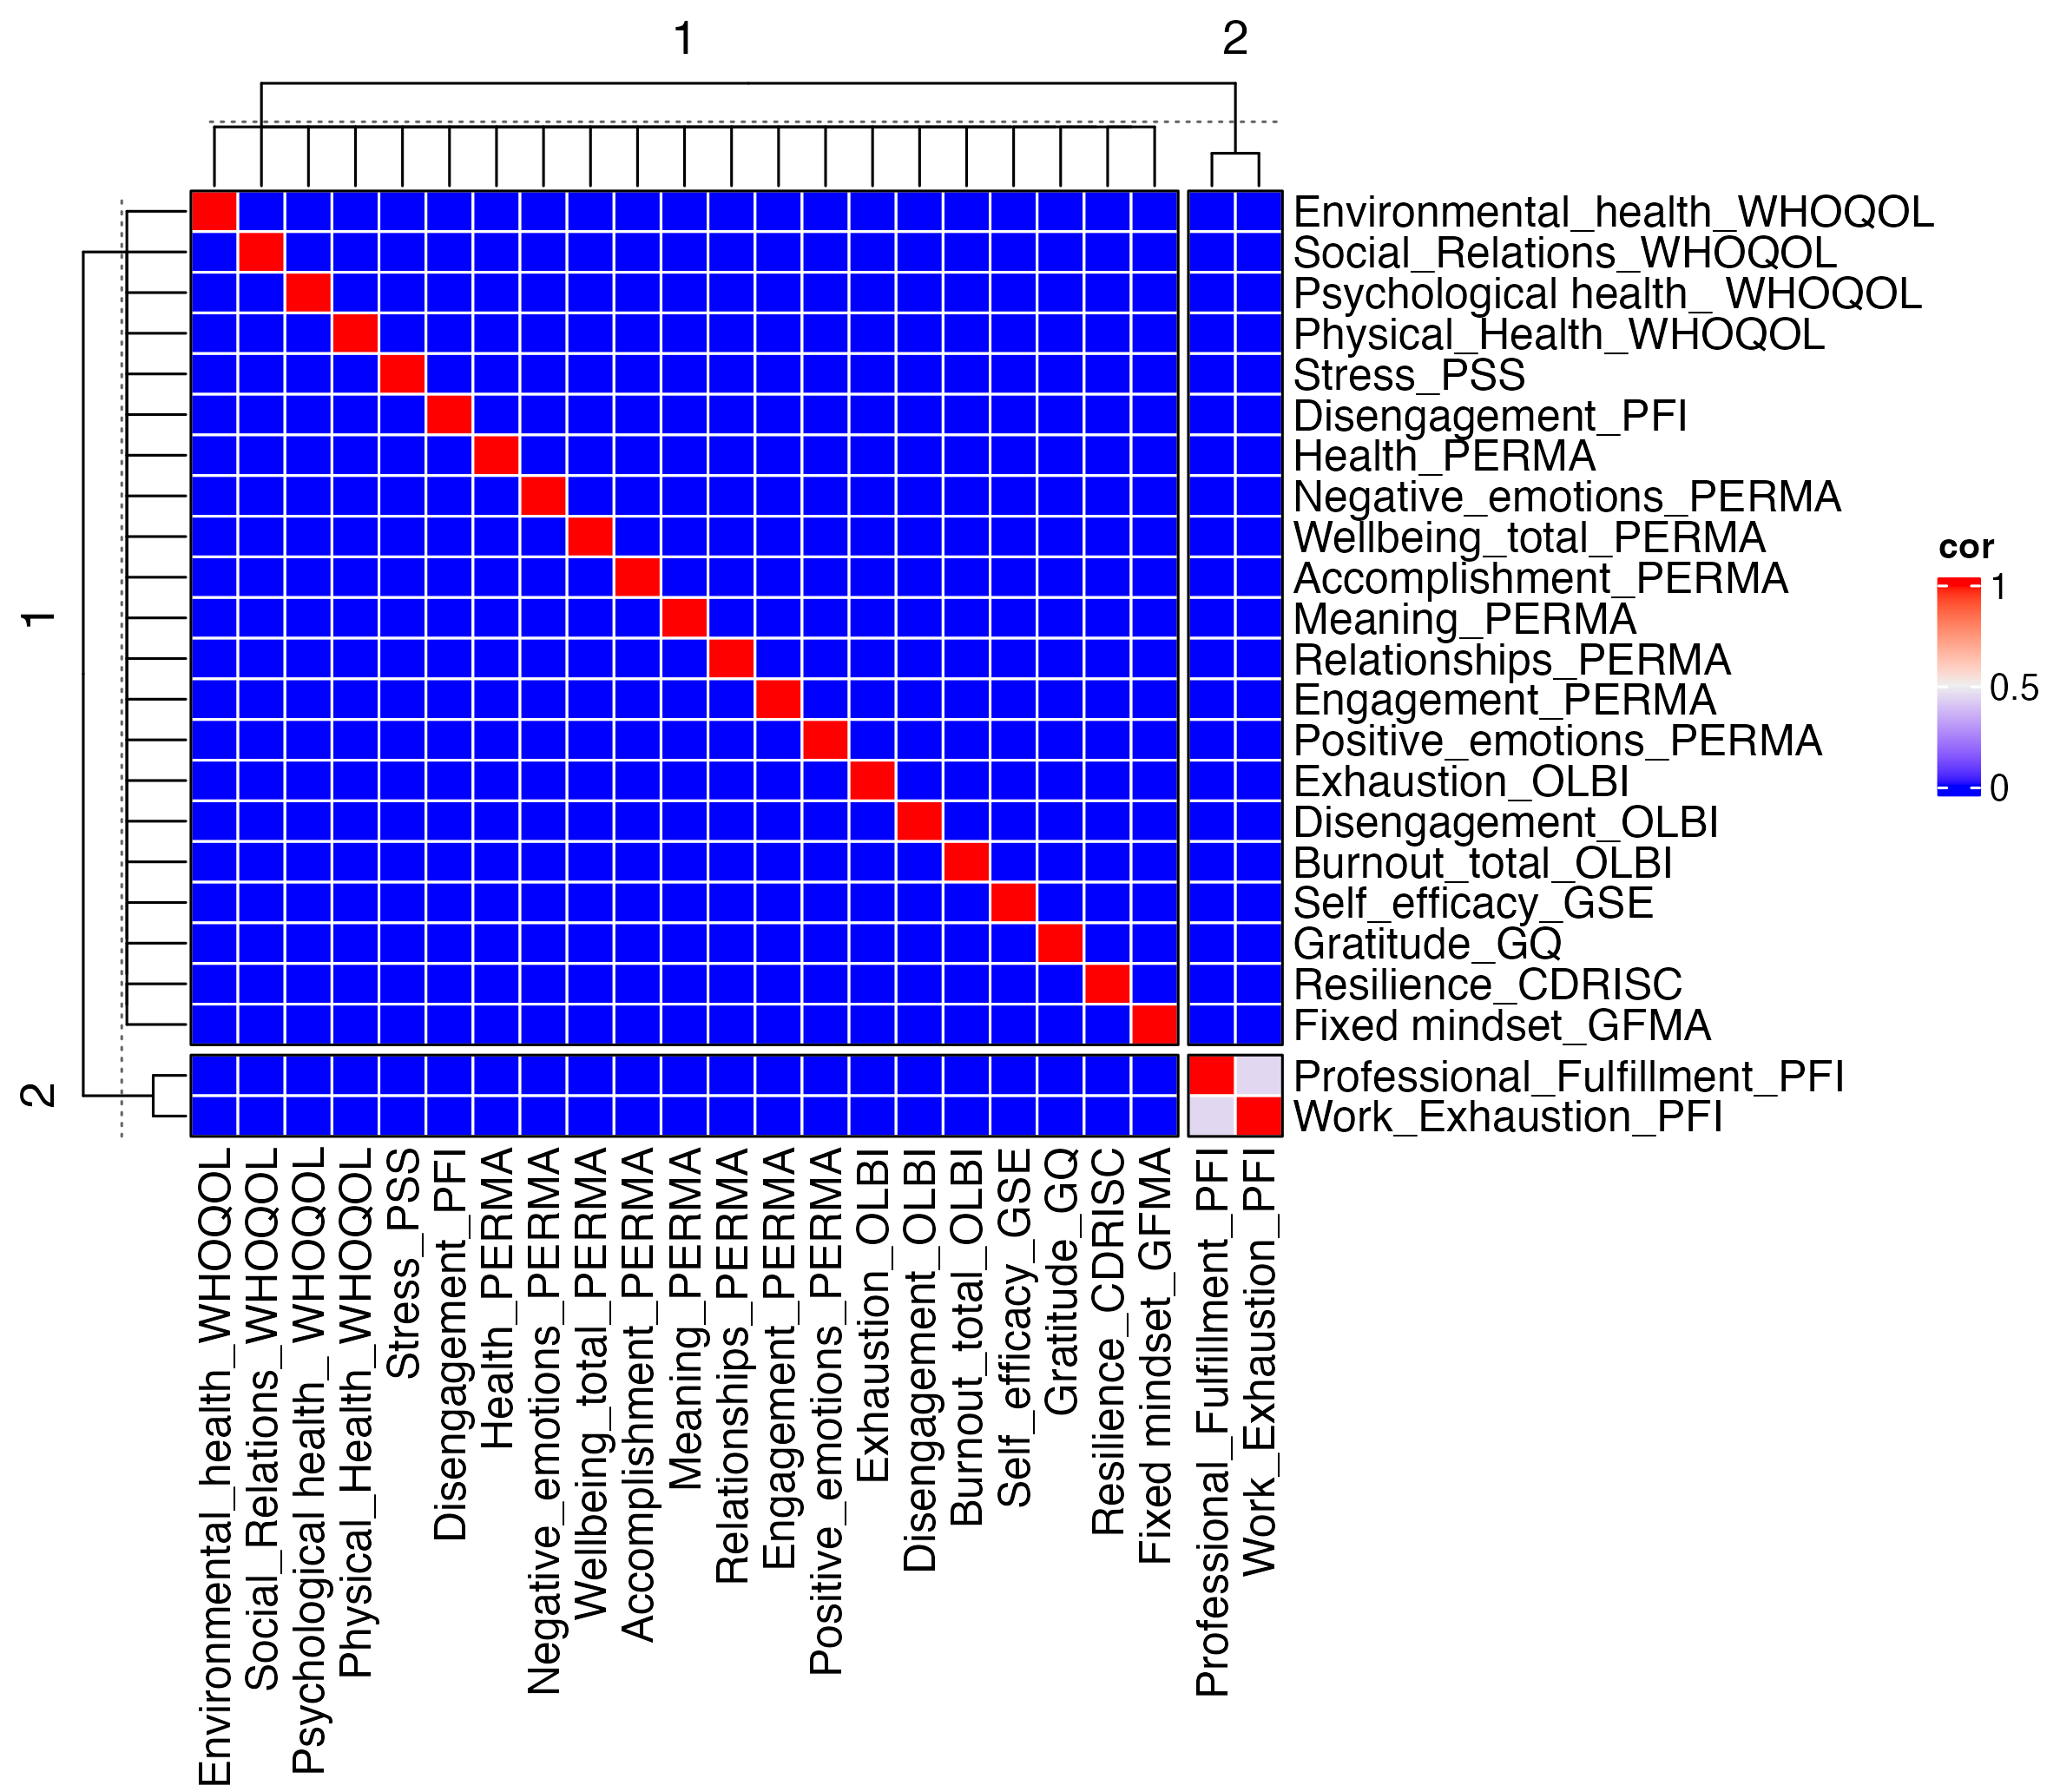 1
2
1
2
Environmental_health_WHOQOL
Social_Relations_WHOQOL
Psychological health_ WHOQOL
Physical_Health_WHOQOL
Stress_PSS
Disengagement_PFI
Health_PERMA
Negative_emotions_PERMA
Wellbeing_total_PERMA
Accomplishment_PERMA
Meaning_PERMA
Relationships_PERMA
Engagement_PERMA
Positive_emotions_PERMA
Exhaustion_OLBI
Disengagement_OLBI
Burnout_total_OLBI
Self_efficacy_GSE
Gratitude_GQ
Resilience_CDRISC
Fixed mindset_GFMA
Professional_Fulfillment_PFI
Work_Exhaustion_PFI
cor
1
0.5
0
Environmental_health_WHOQOL
Social_Relations_WHOQOL
Psychological health_ WHOQOL
Physical_Health_WHOQOL
Stress_PSS
Disengagement_PFI
Health_PERMA
Negative_emotions_PERMA
Wellbeing_total_PERMA
Accomplishment_PERMA
Meaning_PERMA
Relationships_PERMA
Engagement_PERMA
Positive_emotions_PERMA
Exhaustion_OLBI
Disengagement_OLBI
Burnout_total_OLBI
Self_efficacy_GSE
Gratitude_GQ
Resilience_CDRISC
Fixed mindset_GFMA
Professional_Fulfillment_PFI
Work_Exhaustion_PFI